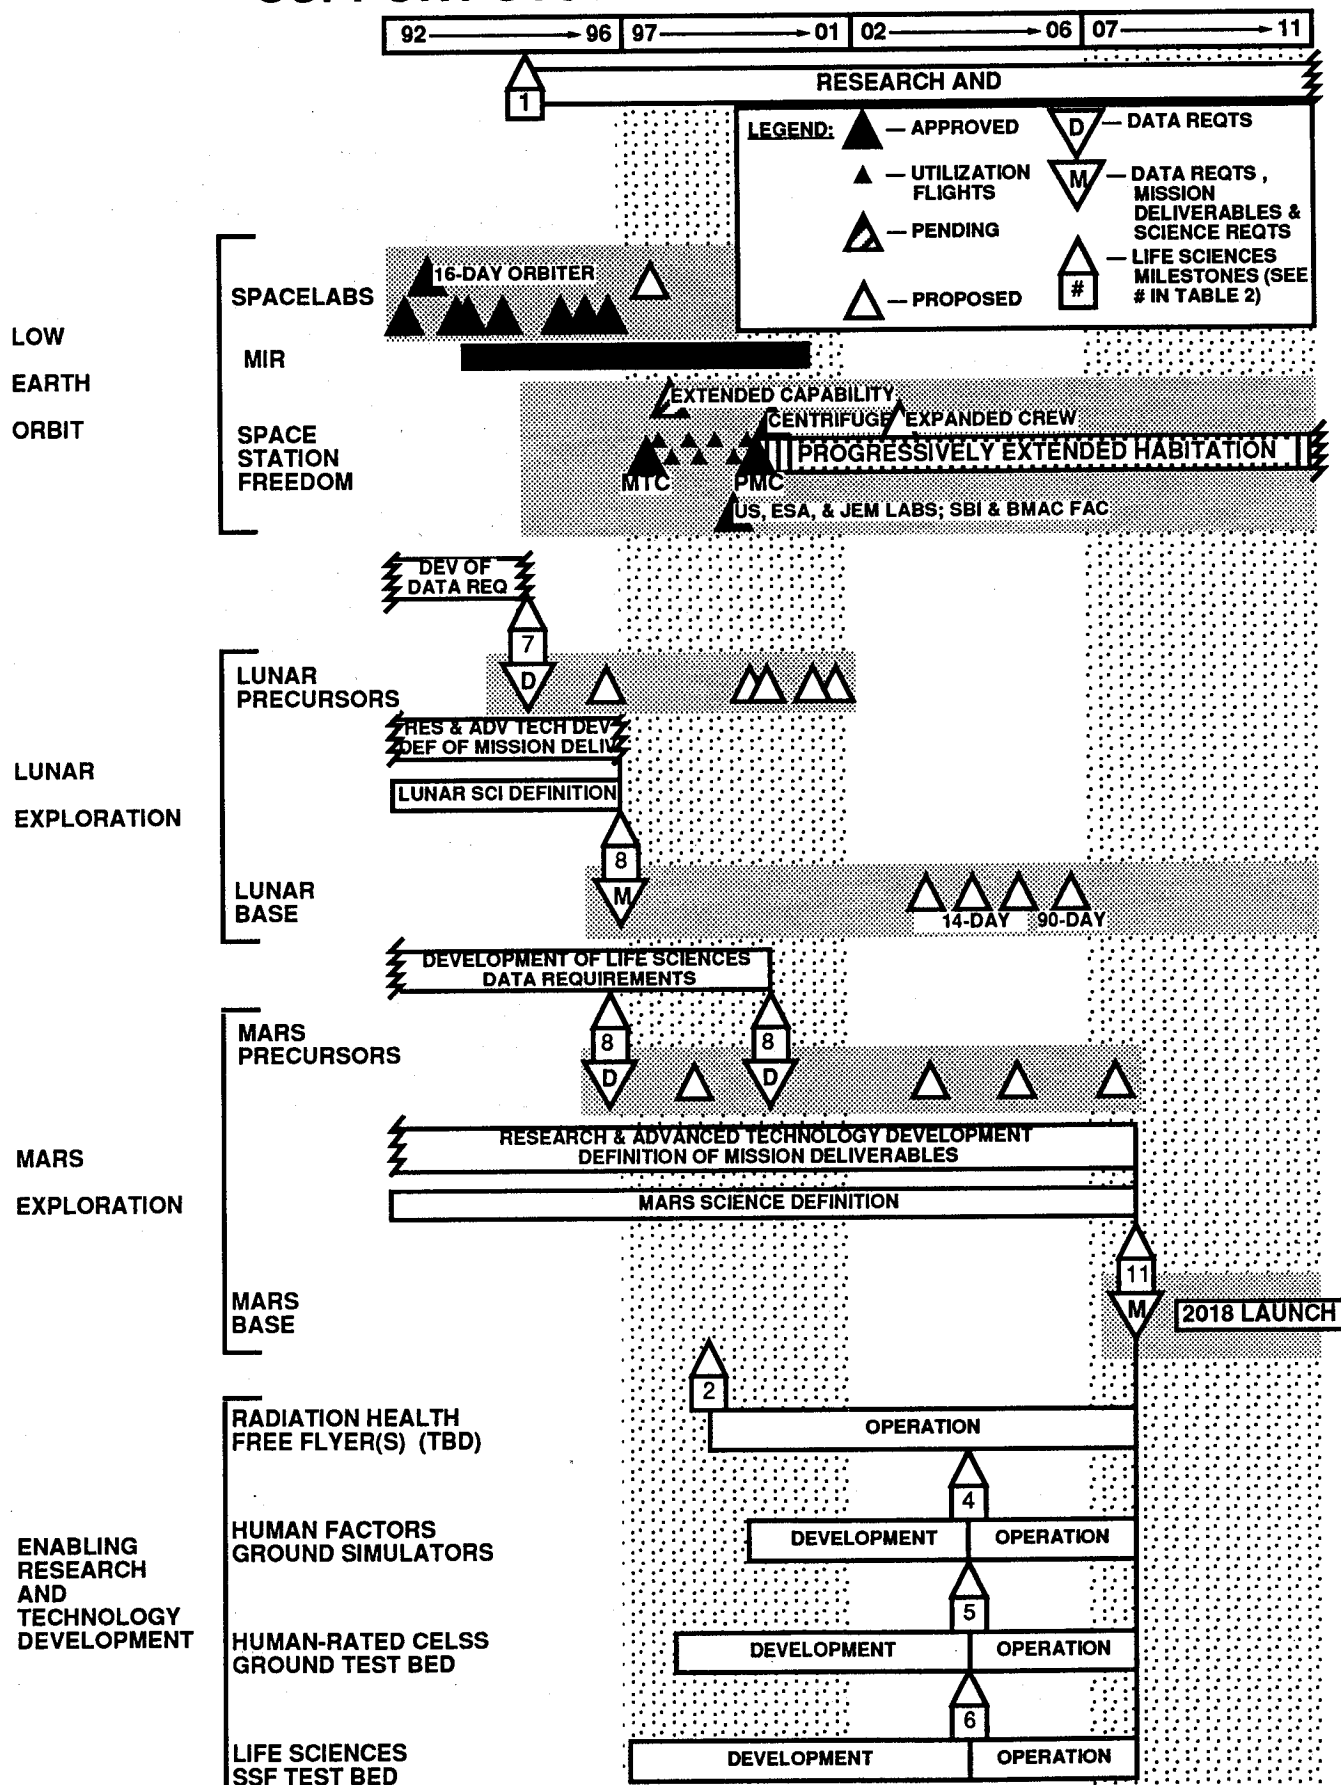 92 96 97 01 02 06 07 11
1
RESEARCH AND
LEGEND:
— APPROVED
— UTILIZATION
FLIGHTS
— PENDING
— PROPOSED
D — DATA REQTS
M — DATA REQTS ,
MISSION
DELIVERABLES &
SCIENCE REQTS
— LIFE SCIENCES
MILESTONES (SEE
# IN TABLE 2)
#
LOW
EARTH
ORBIT
SPACELABS
16-DAY ORBITER
MIR
SPACE
STATION
FREEDOM
EXTENDED CAPABILITY
CENTRIFUGE
EXPANDED CREW
PROGRESSIVELY EXTENDED HABITATION
MTC
PMC
US, ESA, & JEM LABS; SBI & BMAC FAC
DEV OF
DATA REQ
7
D
LUNAR
EXPLORATION
LUNAR
PRECURSORS
RES & ADV TECH DEV
DEF OF MISSION DELIV
LUNAR SCI DEFINITION
8
M
LUNAR
BASE
14-DAY
90-DAY
DEVELOPMENT OF LIFE SCIENCES
DATA REQUIREMENTS
MARS
EXPLORATION
MARS
PRECURSORS
8
D
8
D
RESEARCH & ADVANCED TECHNOLOGY DEVELOPMENT
DEFINITION OF MISSION DELIVERABLES
MARS SCIENCE DEFINITION
11
M
MARS
BASE
2018 LAUNCH
ENABLING
RESEARCH
AND
TECHNOLOGY
DEVELOPMENT
2
RADIATION HEALTH
FREE FLYER(S) (TBD)
OPERATION
4
HUMAN FACTORS
GROUND SIMULATORS
DEVELOPMENT
OPERATION
5
HUMAN-RATED CELSS
GROUND TEST BED
DEVELOPMENT
OPERATION
6
LIFE SCIENCES
SSF TEST BED
DEVELOPMENT
OPERATION